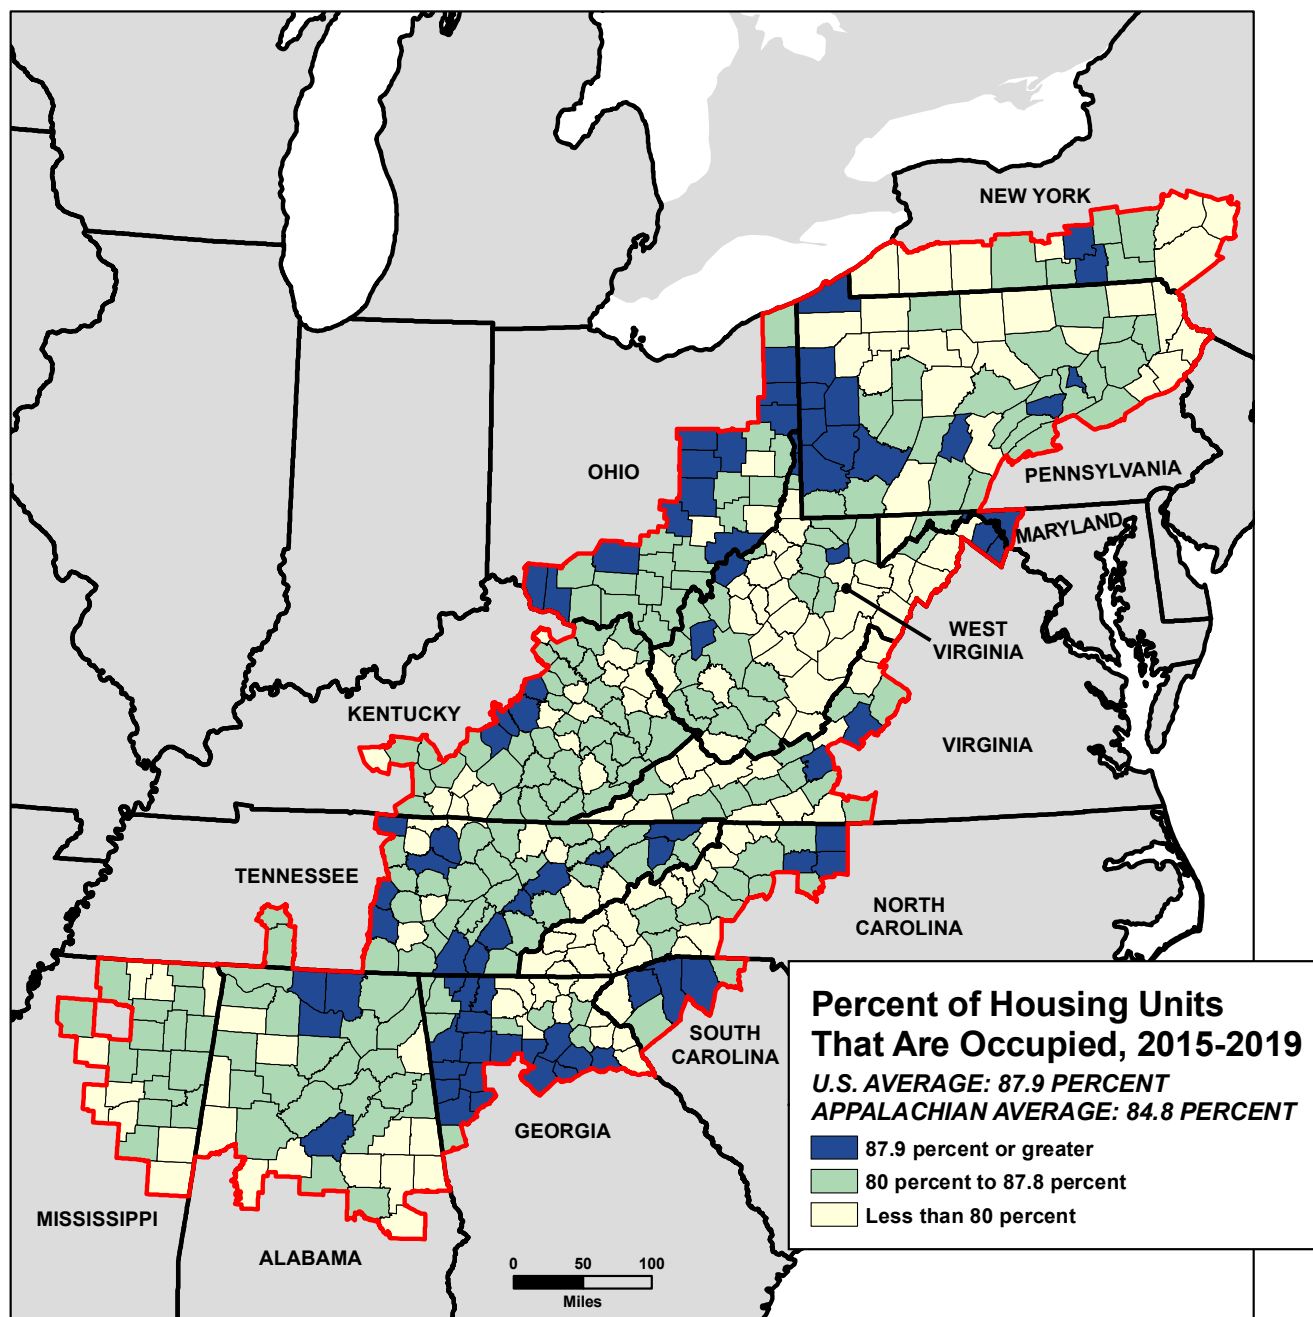 NEW YORK
PENNSYLVANIA
OHIO
MARYLAND
WEST
VIRGINIA
KENTUCKY
VIRGINIA
TENNESSEE
NORTH
CAROLINA
SOUTH
CAROLINA
GEORGIA
MISSISSIPPI
ALABAMA
0 50 100
Miles
Percent of Housing Units
That Are Occupied, 2015-2019
U.S. AVERAGE: 87.9 PERCENT
APPALACHIAN AVERAGE: 84.8 PERCENT
87.9 percent or greater
80 percent to 87.8 percent
Less than 80 percent